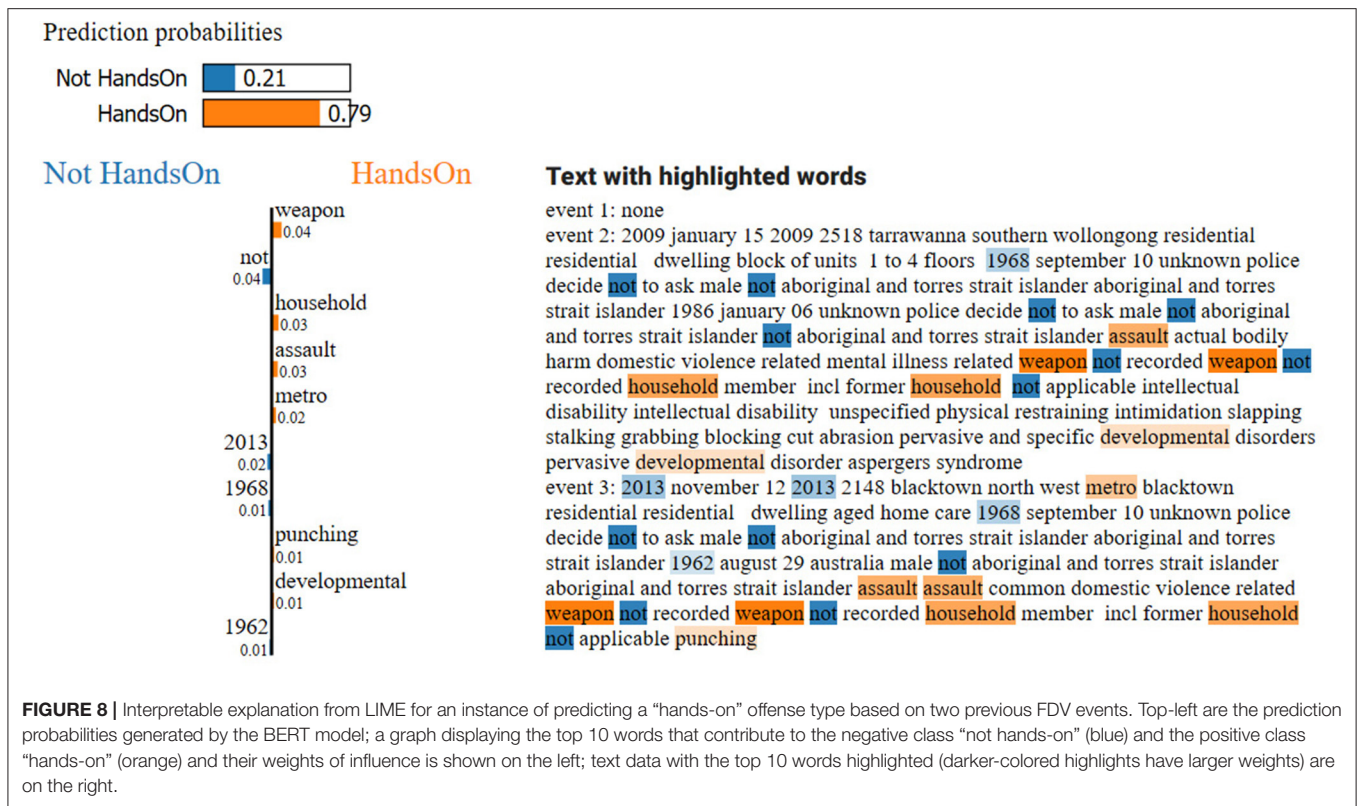 Prediction probabilities
Not HandsOn 0.21
HandsOn 0.79
Not HandsOn HandsOn
weapon
0.04
not
0.04
household
0.03
assault
0.03
metro
0.02
2013
0.02
1968
0.01
punching
0.01
developmental
0.01
1962
0.01
Text with highlighted words
event 1: none
event 2: 2009 january 15 2009 2518 tarrawanna southern wollongong residential
residential dwelling block of units 1 to 4 floors 1968 september 10 unknown police
decide not to ask male not aboriginal and torres strait islander aboriginal and torres
strait islander 1986 january 06 unknown police decide not to ask male not aboriginal
and torres strait islander not aboriginal and torres strait islander assault actual bodily
harm domestic violence related mental illness related weapon not recorded weapon not
recorded household member incl former household not applicable intellectual
disability intellectual disability unspecified physical restraining intimidation slapping
stalking grabbing blocking cut abrasion pervasive and specific developmental disorders
pervasive developmental disorder aspergers syndrome
event 3: 2013 november 12 2013 2148 blacktown north west metro blacktown
residential residential dwelling aged home care 1968 september 10 unknown police
decide not to ask male not aboriginal and torres strait islander aboriginal and torres
strait islander 1962 august 29 australia male not aboriginal and torres strait islander
aboriginal and torres strait islander assault assault common domestic violence related
weapon not recorded weapon not recorded household member incl former household
not applicable punching
FIGURE 8 | Interpretable explanation from LIME for an instance of predicting a “hands-on” offense type based on two previous FDV events. Top-left are the prediction
probabilities generated by the BERT model; a graph displaying the top 10 words that contribute to the negative class “not hands-on” (blue) and the positive class
“hands-on” (orange) and their weights of influence is shown on the left; text data with the top 10 words highlighted (darker-colored highlights have larger weights) are
on the right.